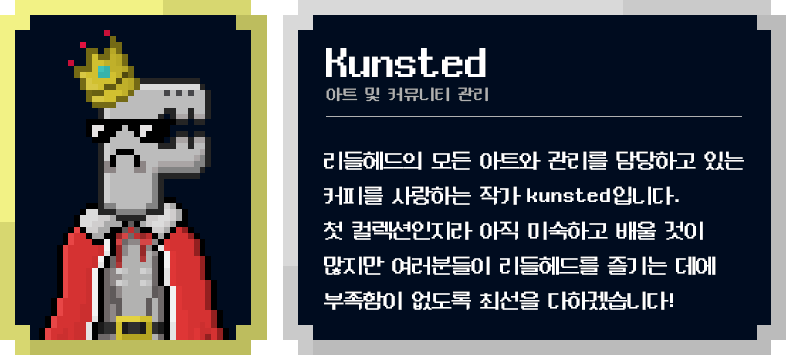 Kunsted
아트 및 커뮤니티 관리
리들헤드의 모든 아트와 관리를 담당하고 있는
커피를 사랑하는 작가 kunsted입니다.
첫 컬렉션인지라 아직 미숙하고 배울 것이
많지만 여러분들이 리들헤드를 즐기는 데에
부족함이 없도록 최선을 다하겠습니다!